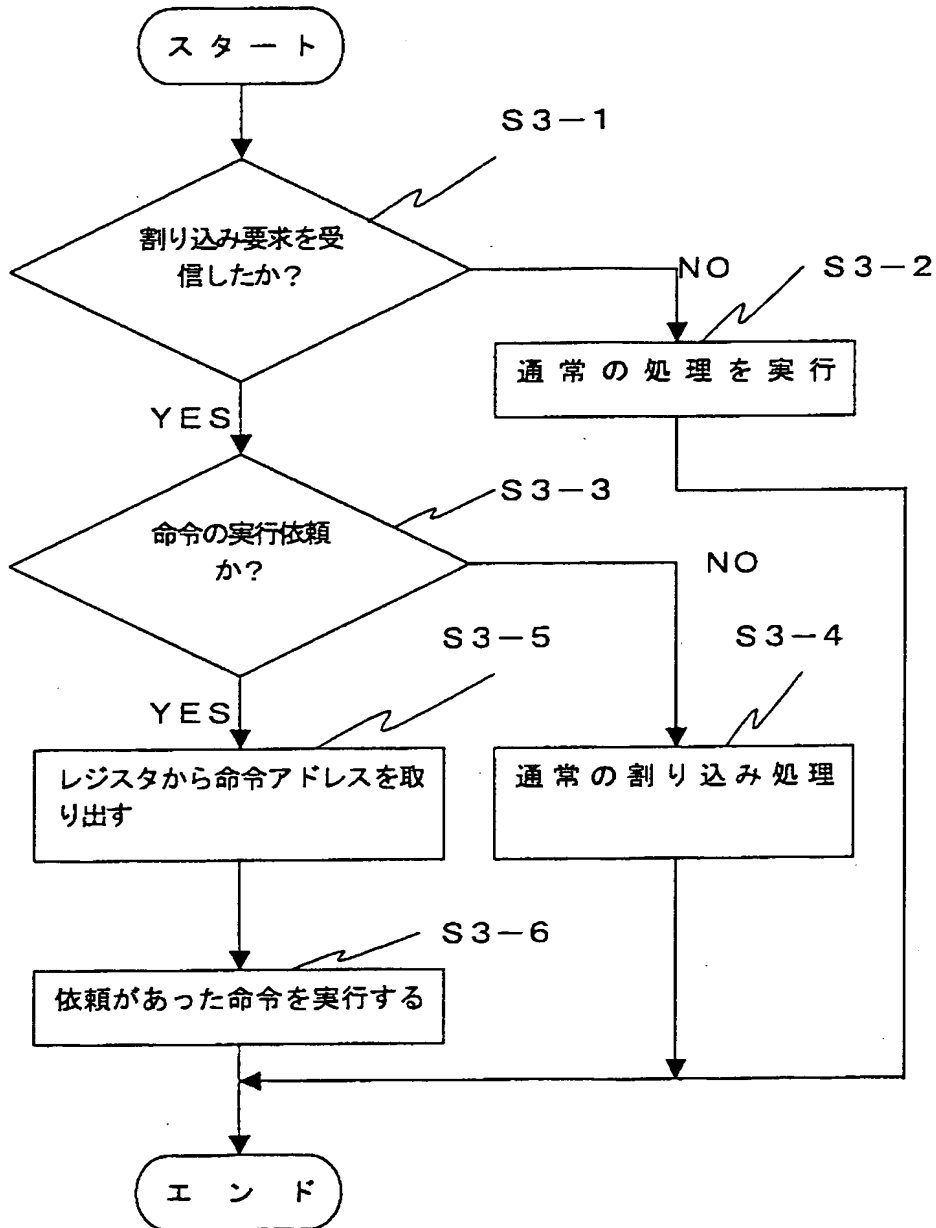 スタート
S3-1
割り込み要求を受
信したか?
NO
S3-2
通常の処理を実行
YES
S3-3
命令の実行依頼
か?
NO
S3-5
S3-4
YES
レジスタから命令アドレスを取
り出す
通常の割り込み処理
S3-6
依頼があった命令を実行する
エンド